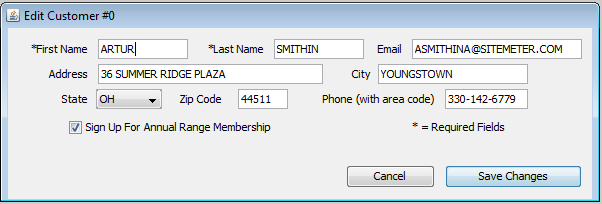 Edit Customer #0
*First Name ARTUR *Last Name SMITHIN Email ASMITHINA@SITEMETER.COM
Address 36 SUMMER RIDGE PLAZA City YOUNGSTOWN
State OH Zip Code 44511 Phone (with area code) 330-142-6779
Sign Up For Annual Range Membership * = Required Fields
Cancel Save Changes